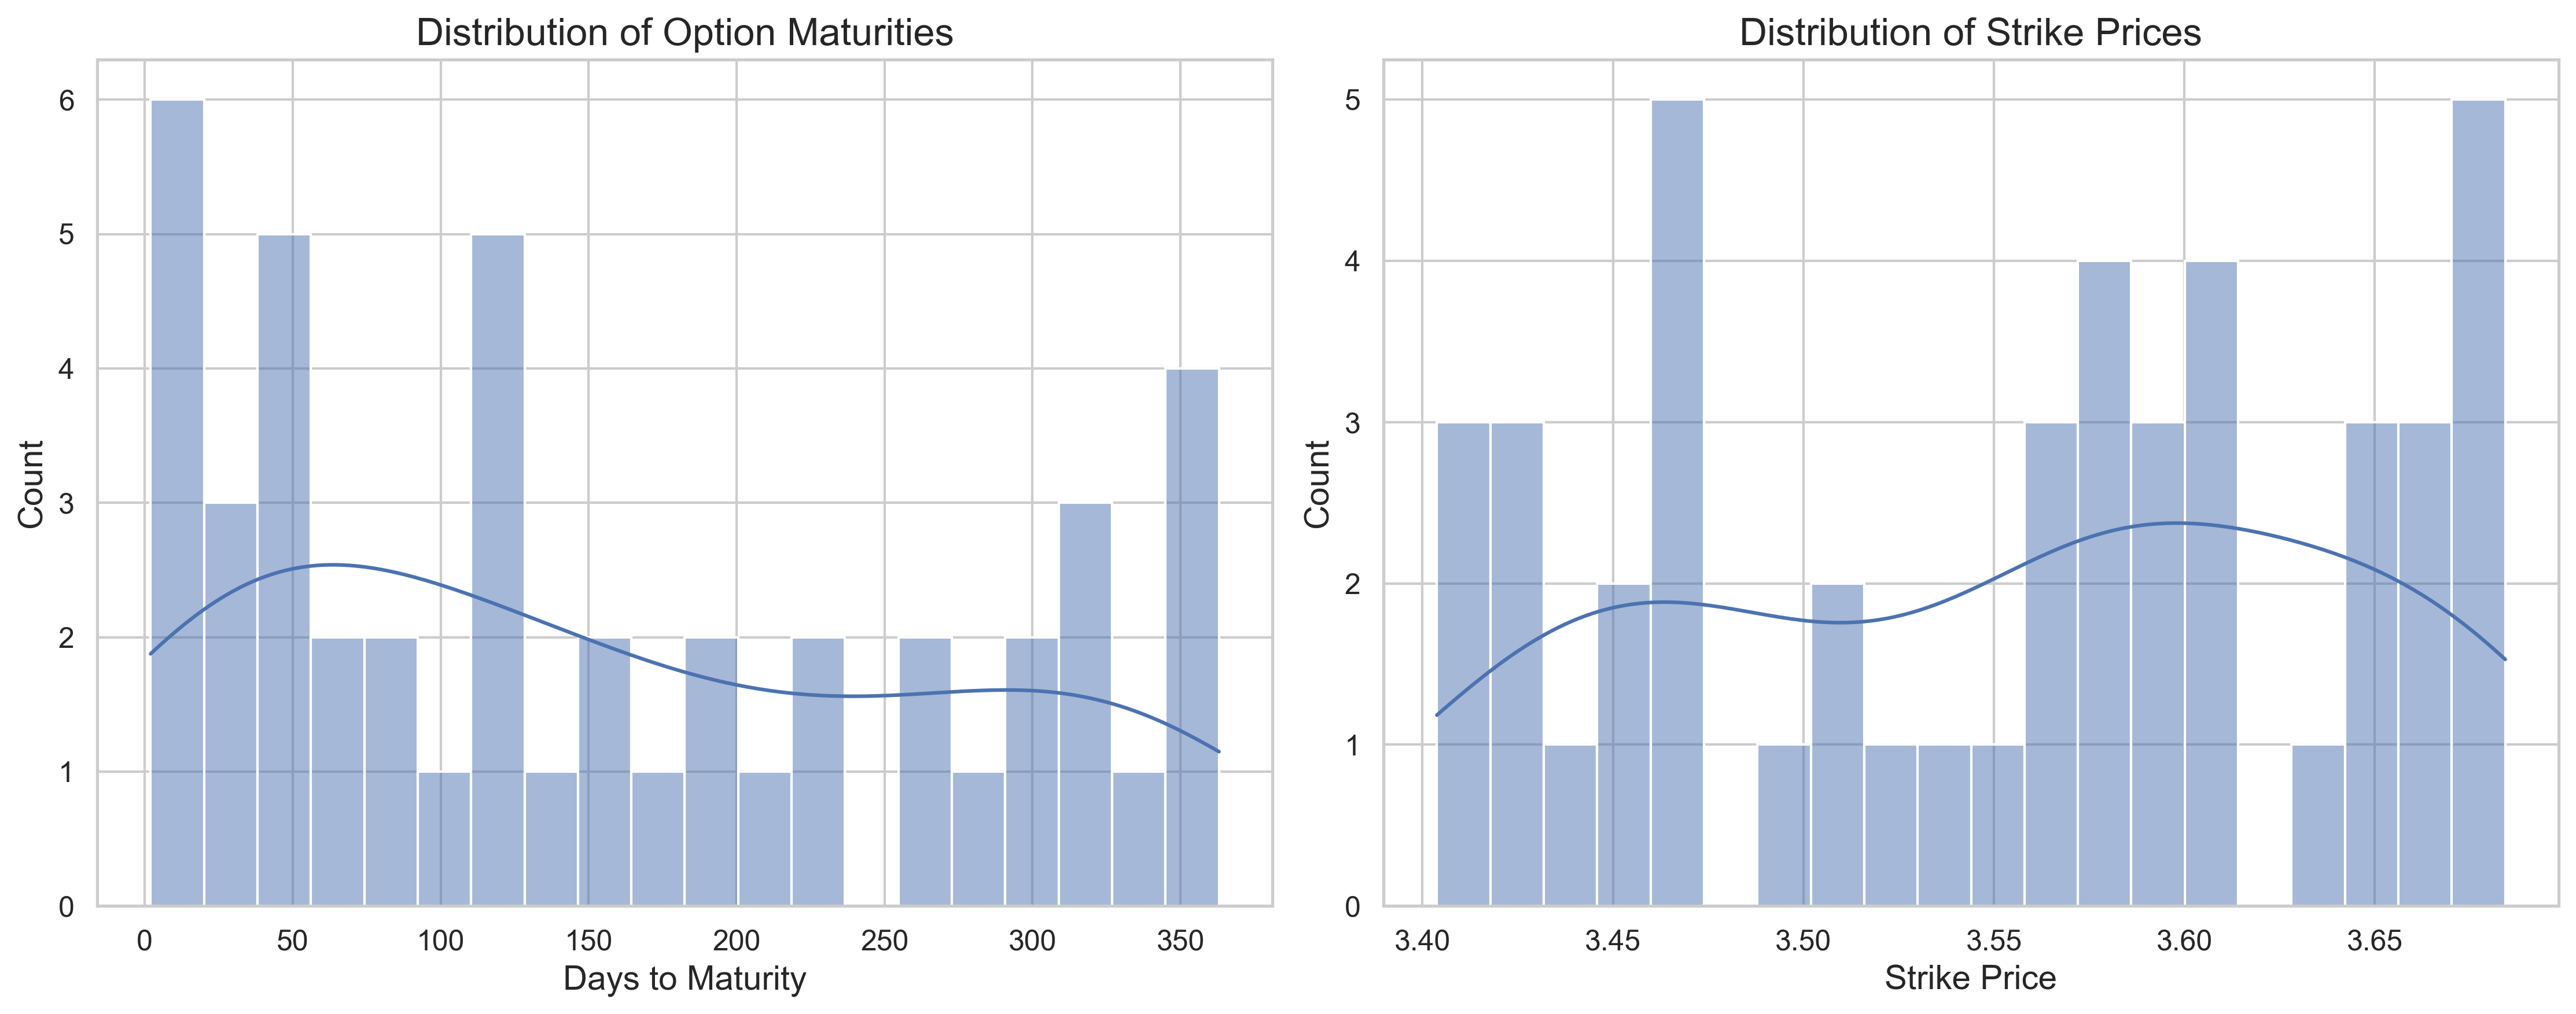 Distribution of Option Maturities
6
5
4
3
2
1
0
Count
0 50 100 150 200 250 300 350
Days to Maturity
Distribution of Strike Prices
5
4
3
2
1
0
Count
3.40 3.45 3.50 3.55 3.60 3.65
Strike Price